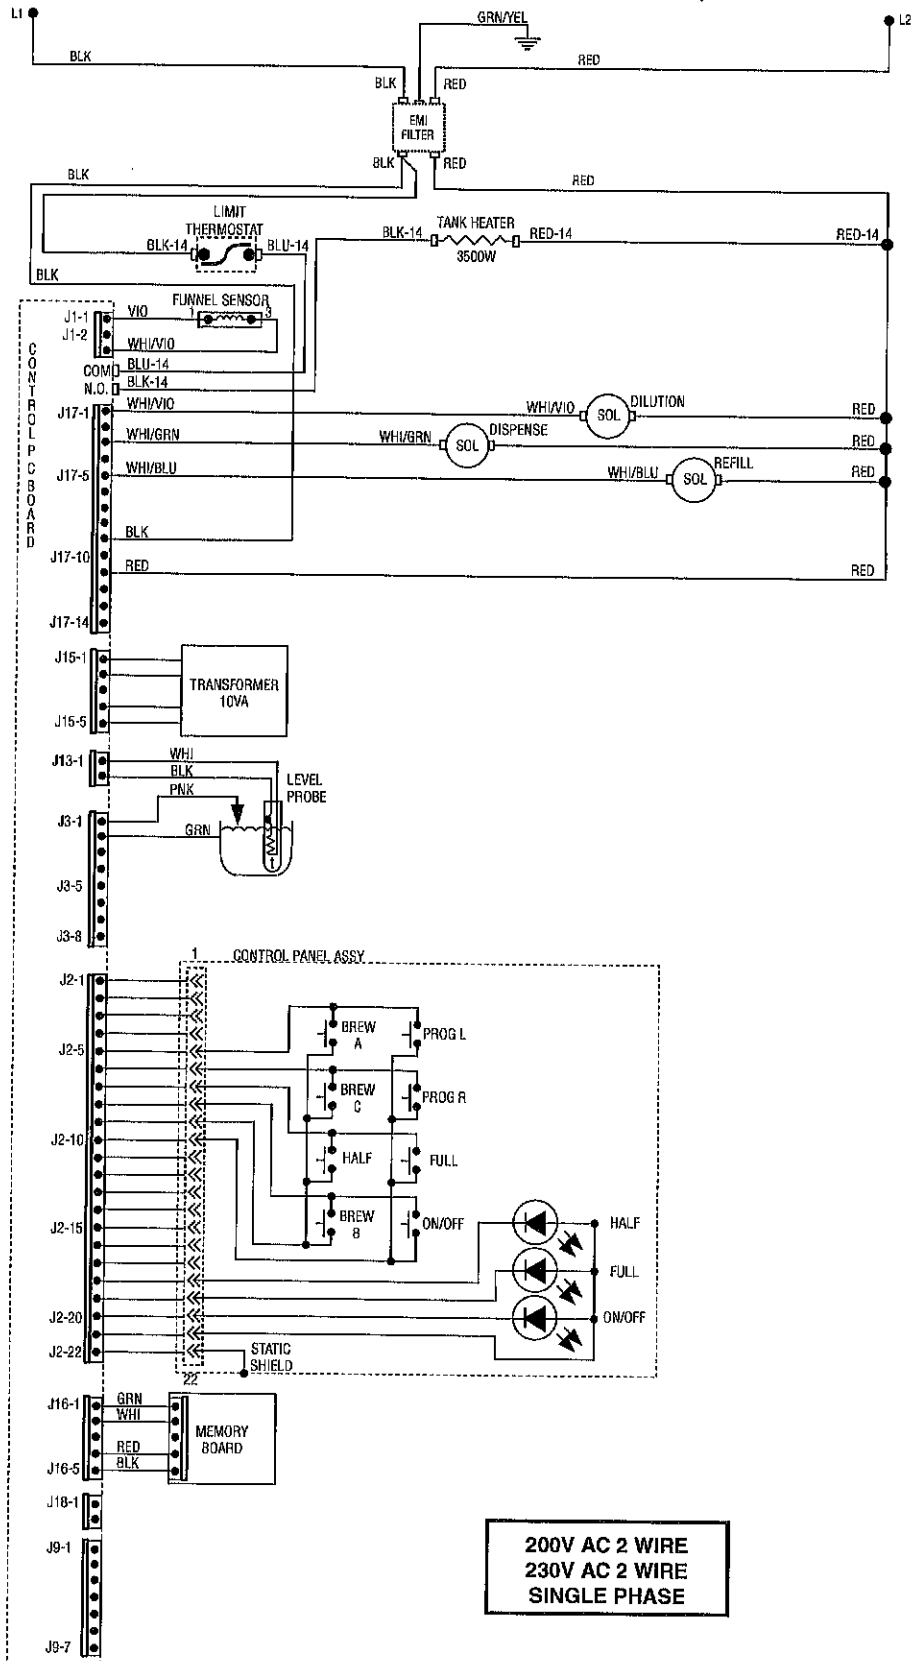 L1
GRN/YEL
L2
BLK
RED
BLK
RED
EMI
FILTER
BLK
RED
BLK
RED
LIMIT
THERMOSTAT
BLK-14
BLU-14
BLK-14
TANK HEATER
3500W
RED-14
RED-14
BLK
FUNNEL SENSOR
J1-1
VIO
1
3
J1-2
WHI/VIO
COM
BLU-14
N.O.
BLK-14
CONTROL P C BOARD
J17-1
WHI/VIO
WHI/VIO
SOL
DILUTION
RED
WHI/GRN
WHI/GRN
SOL
DISPENSE
RED
J17-5
WHI/BLU
WHI/BLU
SOL
REFILL
RED
BLK
J17-10
RED
RED
J17-14
J15-1
TRANSFORMER
10VA
J15-5
J13-1
WHI
BLK
LEVEL
PROBE
PNK
J3-1
GRN
t
J3-5
J3-8
1
CONTROL PANEL ASSY
J2-1
BREW
A
PROG L
J2-5
BREW
C
PROG R
J2-10
HALF
FULL
BREW
B
ON/OFF
J2-15
HALF
FULL
J2-20
ON/OFF
J2-22
STATIC
SHIELD
22
J16-1
GRN
WHI
MEMORY
BOARD
RED
J16-5
BLK
J18-1
J9-1
J9-7
200V AC 2 WIRE
230V AC 2 WIRE
SINGLE PHASE